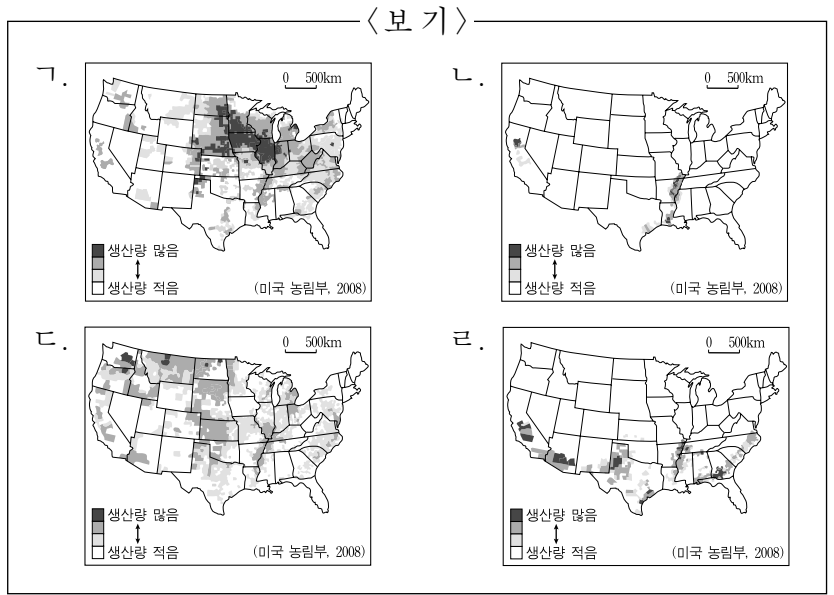 〈보 기〉
ㄱ.
0 500km
생산량 많음
생산량 적음
(미국 농림부, 2008)
ㄴ.
0 500km
생산량 많음
생산량 적음
(미국 농림부, 2008)
ㄷ.
0 500km
생산량 많음
생산량 적음
(미국 농림부, 2008)
ㄹ.
0 500km
생산량 많음
생산량 적음
(미국 농림부, 2008)